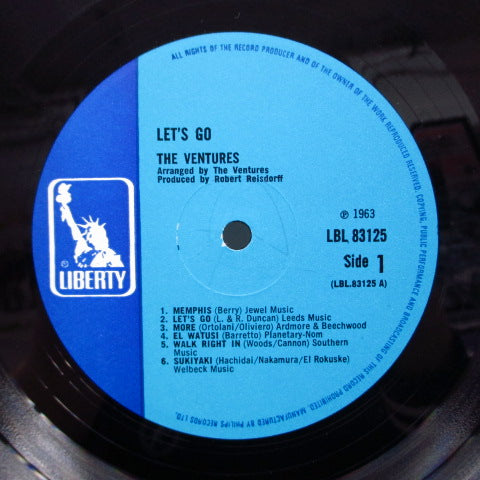 ALL RIGHTS OF THE RECORD PRODUCER AND OF THE OWNER OF THE WORK REPRODUCED RESERVED. COPYING, PUBLIC PERFORMANCE AND BROADCASTING OF THIS RECORD PROHIBITED. MANUFACTURED BY PHILIPS RECORDS LTD.
LET'S GO
THE VENTURES
Arranged by The Ventures
Produced by Robert Reisdorff
LIBERTY
℗ 1963
LBL 83125
Side 1
(LBL.83125 A)
1
1. MEMPHIS (Berry) Jewel Music
2. LET'S GO (L. & R. Duncan) Leeds Music
3. MORE (Ortolani/Oliviero) Ardmore & Beechwood
4. EL WATUSI (Barretto) Planetary-Nom
5. WALK RIGHT IN (Woods/Cannon) Southern
Music
6. SUKIYAKI (Hachidai/Nakamura/El Rokuske)
Welbeck Music